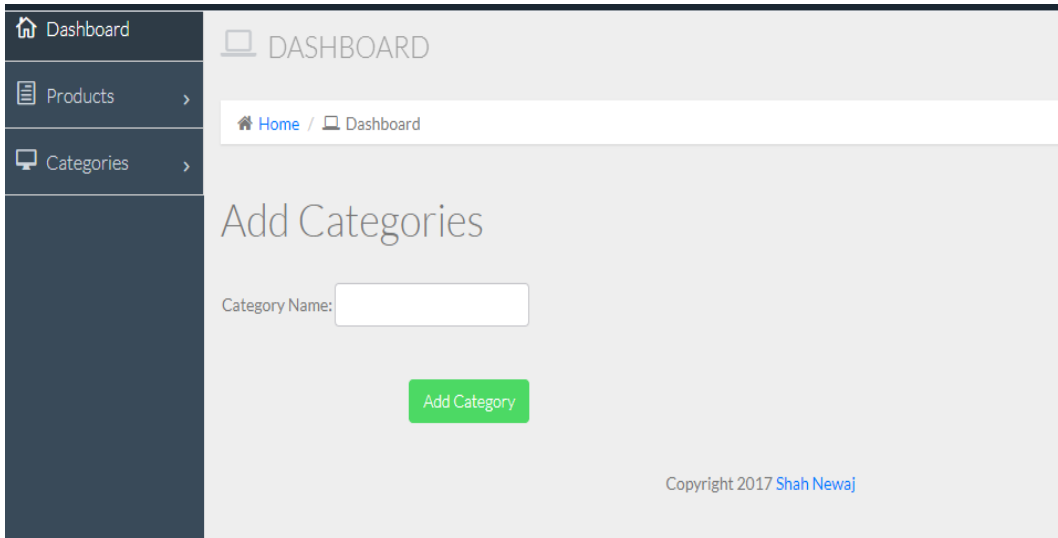 Dashboard
Products
Categories
DASHBOARD
Home / Dashboard
Add Categories
Category Name:
Add Category
Copyright 2017 Shah Newaj